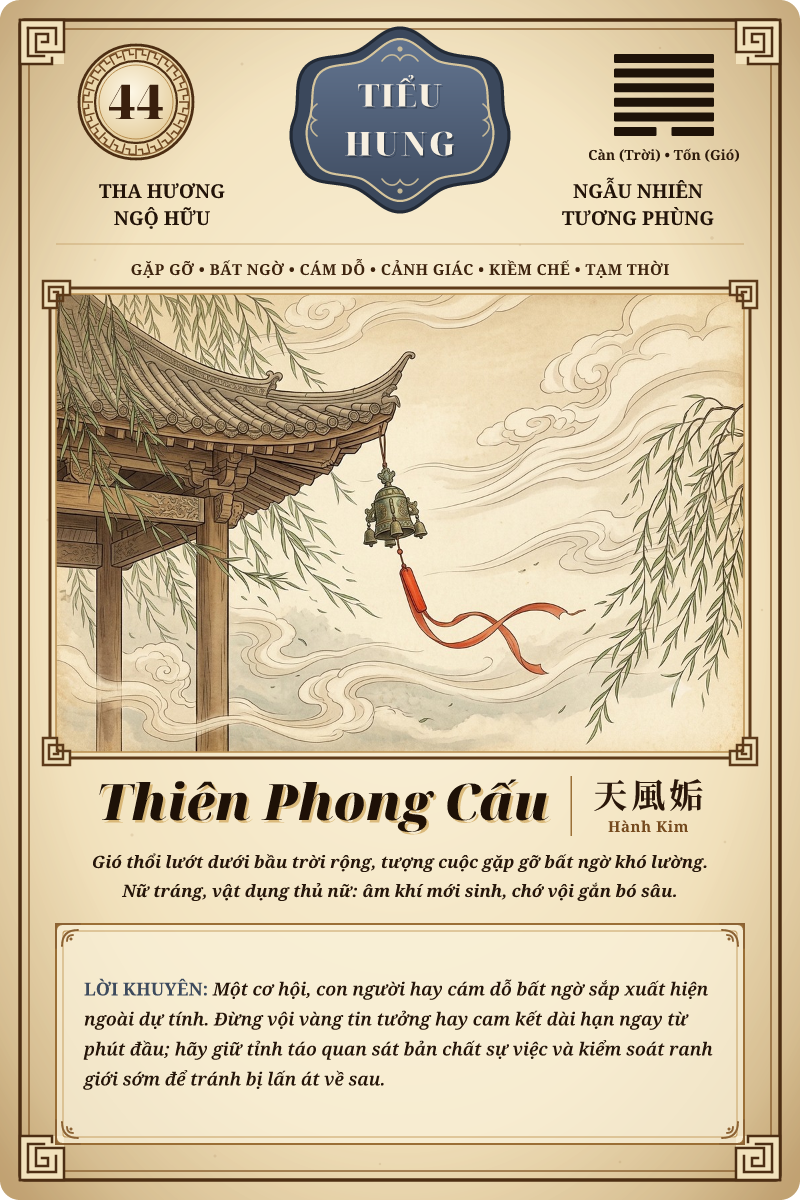 44
TIỂU
HUNG
Càn (Trời) • Tốn (Gió)
THA HƯƠNG
NGỘ HỮU
NGẪU NHIÊN
TƯƠNG PHÙNG
GẶP GỠ • BẤT NGỜ • CÁM DỖ • CẢNH GIÁC • KIỀM CHẾ • TẠM THỜI
Thiên Phong Cấu
天風姤
Hành Kim
Gió thổi lướt dưới bầu trời rộng, tượng cuộc gặp gỡ bất ngờ khó lường.
Nữ tráng, vật dụng thủ nữ: âm khí mới sinh, chớ vội gắn bó sâu.
LỜI KHUYÊN: Một cơ hội, con người hay cám dỗ bất ngờ sắp xuất hiện
ngoài dự tính. Đừng vội vàng tin tưởng hay cam kết dài hạn ngay từ
phút đầu; hãy giữ tỉnh táo quan sát bản chất sự việc và kiểm soát ranh
giới sớm để tránh bị lấn át về sau.